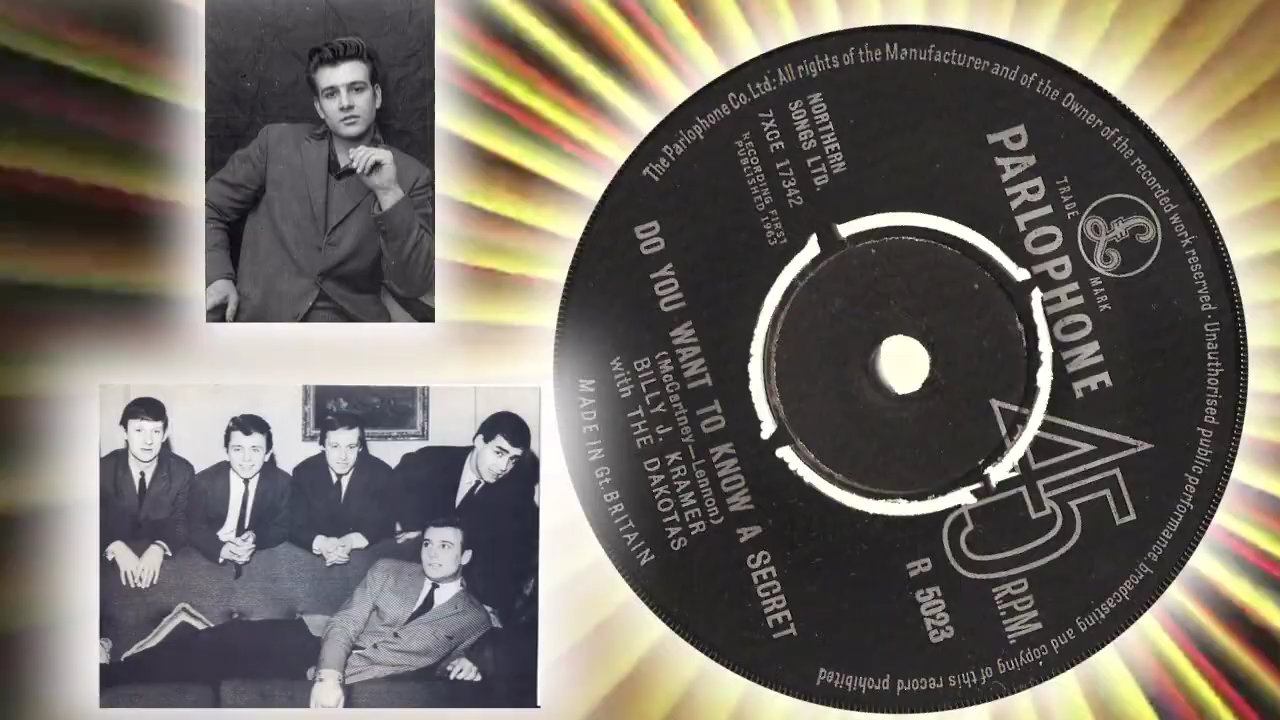 The Parlophone Co. Ltd. All rights of the Manufacturer and of the Owner of the recorded work reserved · Unauthorised public performance, broadcasting and copying of this record prohibited
PARLOPHONE
TRADE MARK
£
45
R.P.M.
R 5023
NORTHERN
SONGS LTD.
7XCE 17342
RECORDING FIRST
PUBLISHED 1963
DO YOU WANT TO KNOW A SECRET
(McCartney—Lennon)
BILLY J. KRAMER
with THE DAKOTAS
MADE IN Gt. BRITAIN